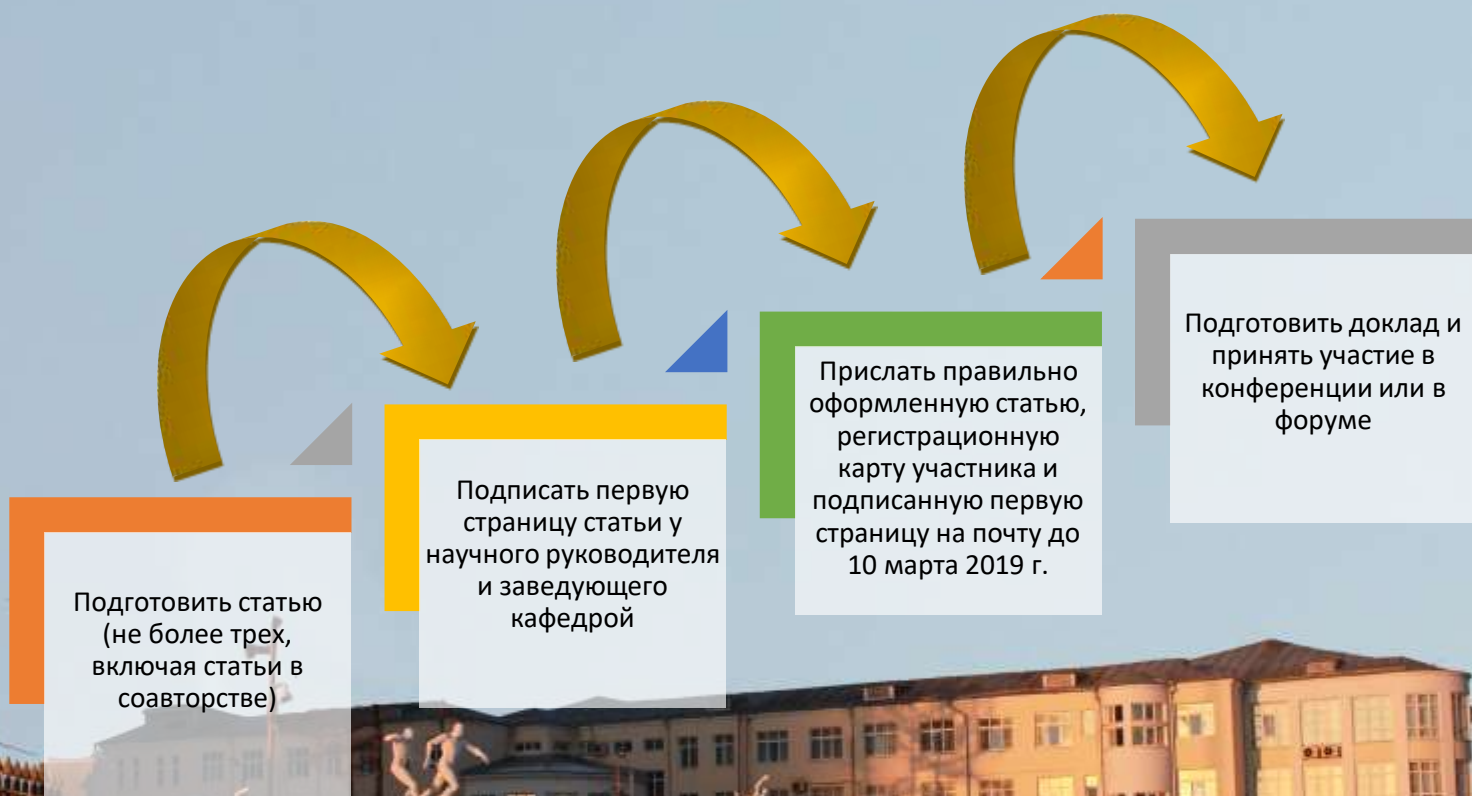 Подготовить статью
(не более трех,
включая статьи в
соавторстве)
Подписать первую
страницу статьи у
научного руководителя
и заведующего
кафедрой
Прислать правильно
оформленную статью,
регистрационную
карту участника и
подписанную первую
страницу на почту до
10 марта 2019 г.
Подготовить доклад и
принять участие в
конференции или в
форуме